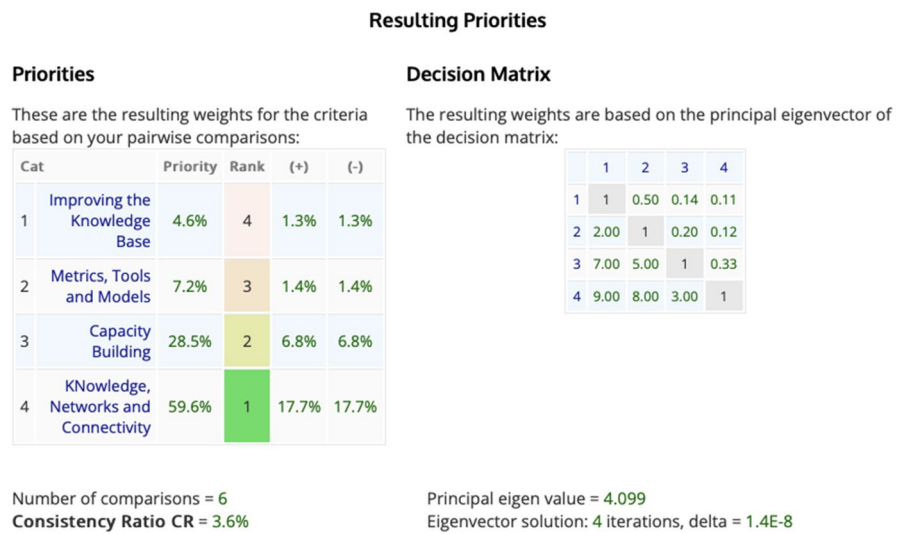 Resulting Priorities
Priorities
These are the resulting weights for the criteria
based on your pairwise comparisons:
Cat Priority Rank (+) (-)
1 Improving the Knowledge Base 4.6% 4 1.3% 1.3%
2 Metrics, Tools and Models 7.2% 3 1.4% 1.4%
3 Capacity Building 28.5% 2 6.8% 6.8%
4 KNowledge, Networks and Connectivity 59.6% 1 17.7% 17.7%
Number of comparisons = 6
Consistency Ratio CR = 3.6%
Decision Matrix
The resulting weights are based on the principal eigenvector of
the decision matrix:
1 2 3 4
1 1 0.50 0.14 0.11
2 2.00 1 0.20 0.12
3 7.00 5.00 1 0.33
4 9.00 8.00 3.00 1
Principal eigen value = 4.099
Eigenvector solution: 4 iterations, delta = 1.4E-8